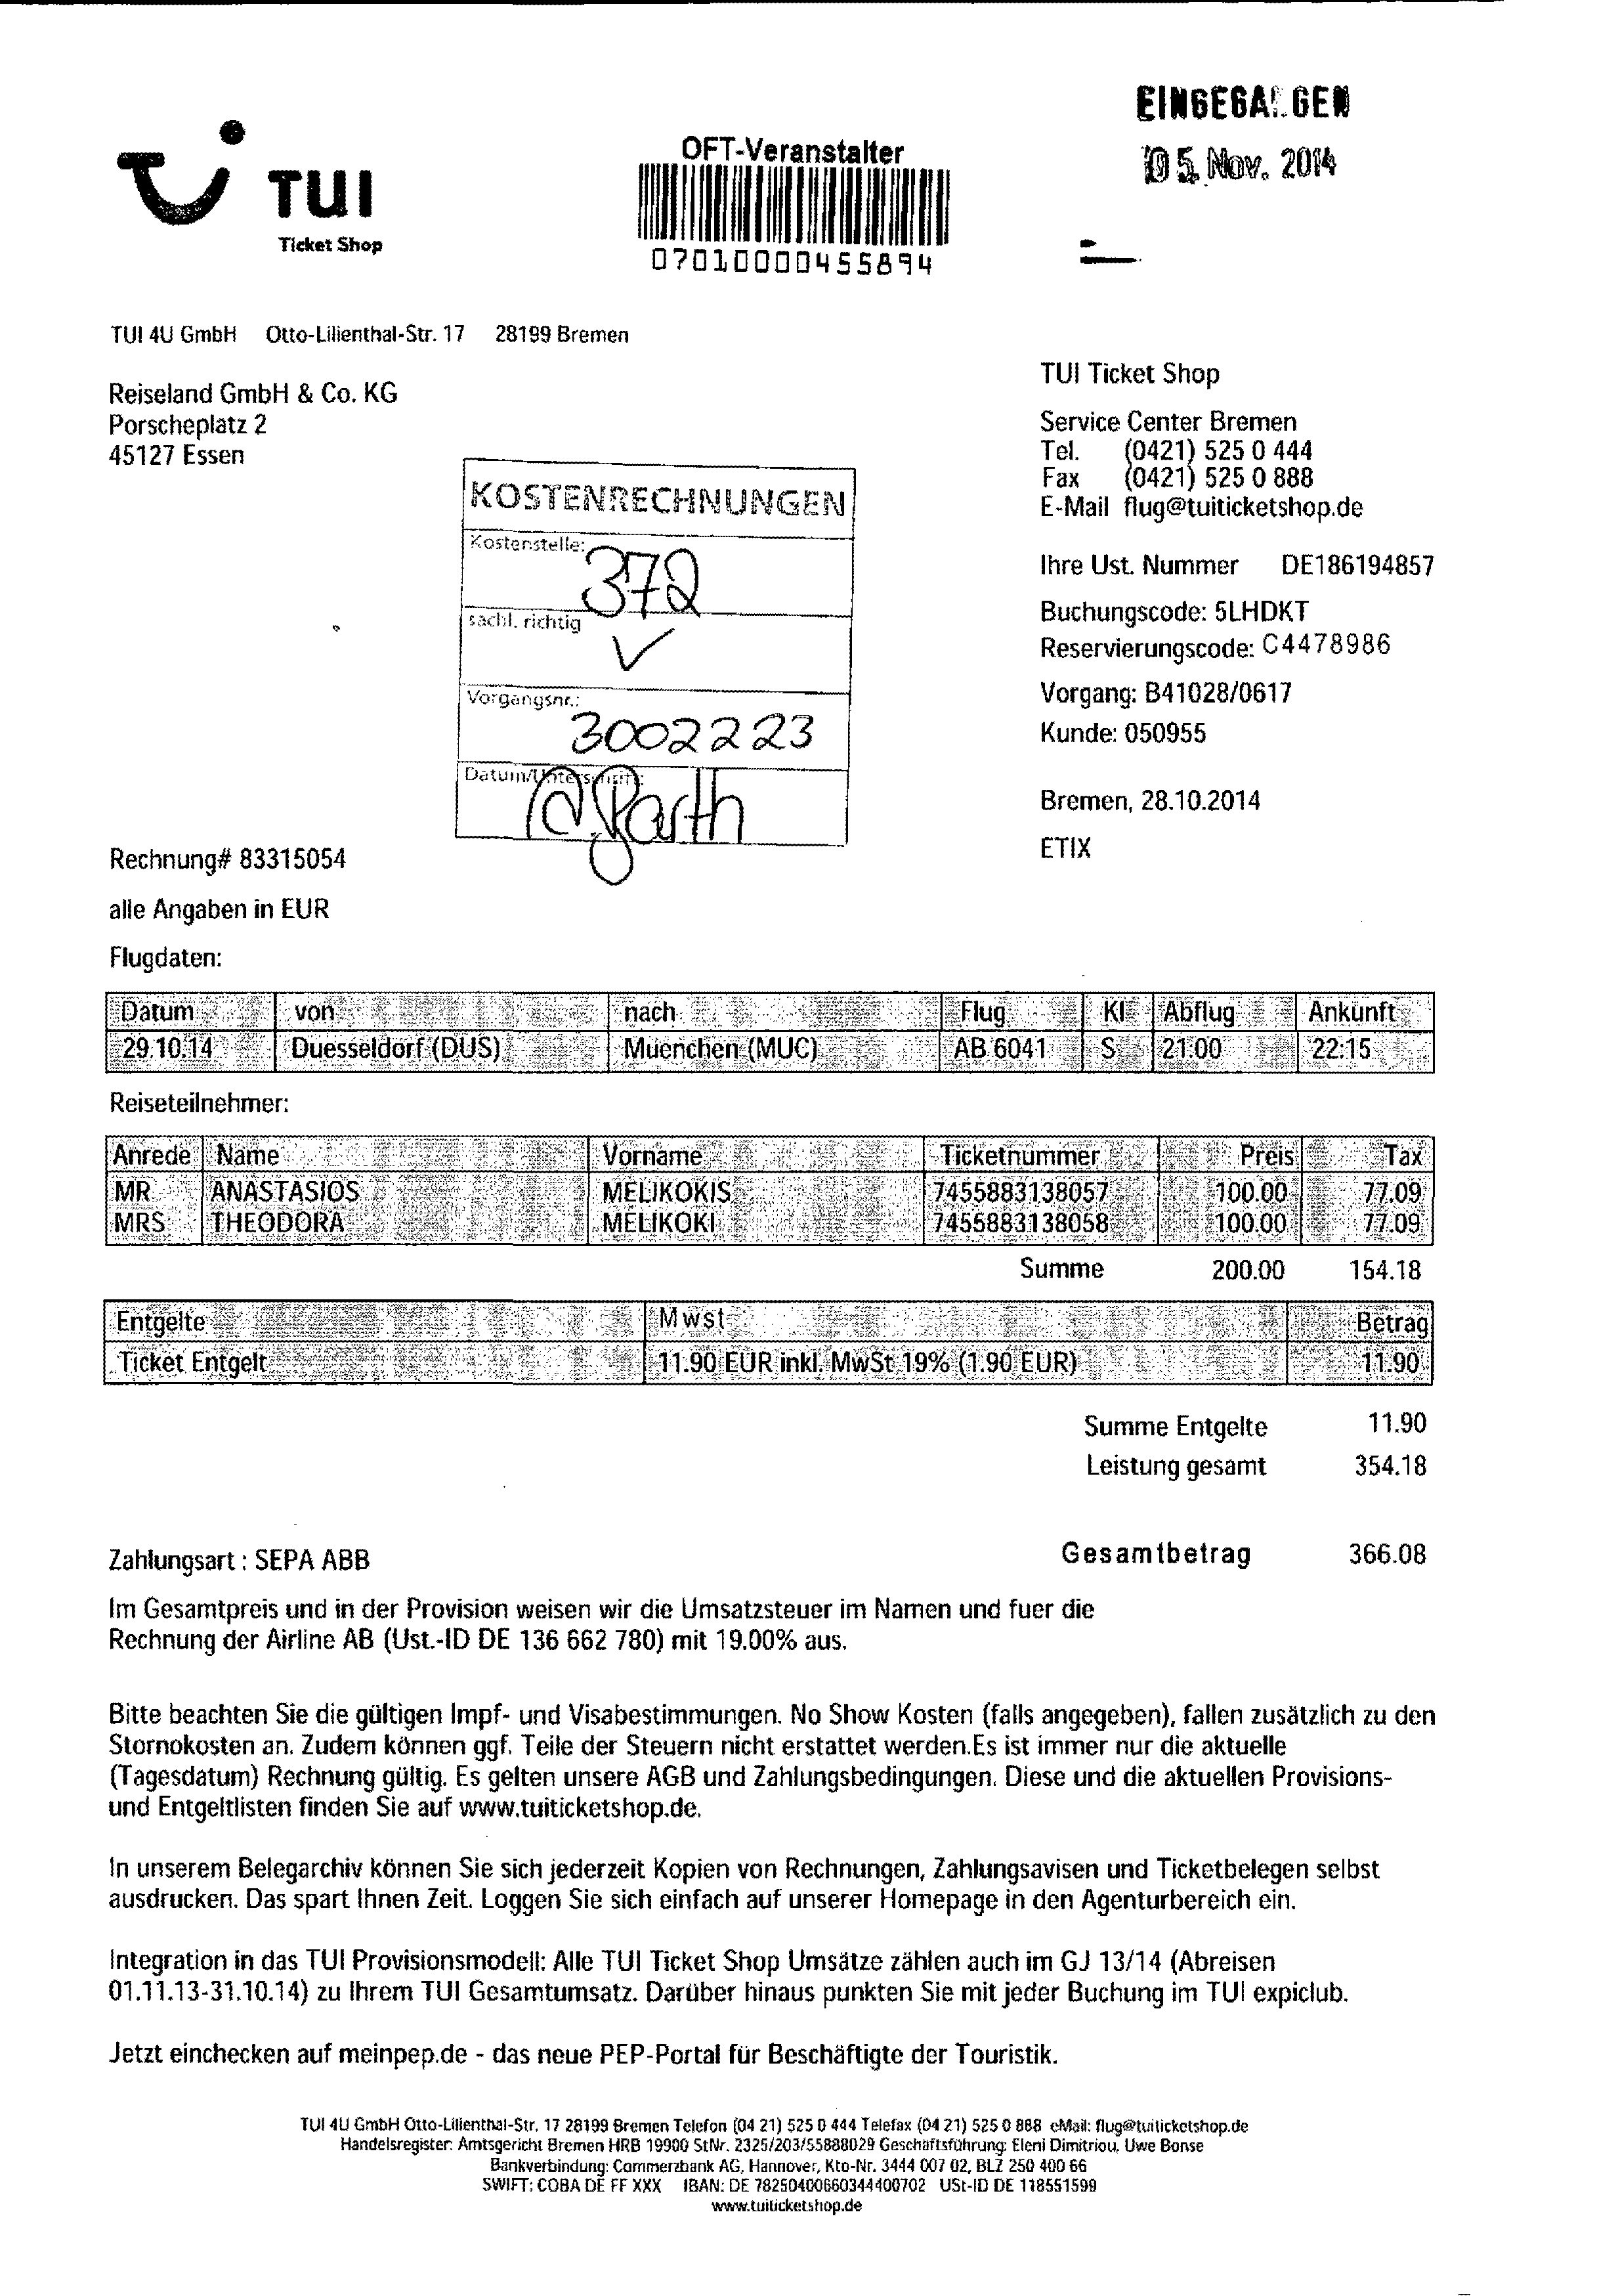 EINGEGANGEN
05. Nov. 2014
OFT-Veranstalter
07010000455894
TUI
Ticket Shop
TUI 4U GmbH Otto-Lilienthal-Str. 17 28199 Bremen
Reiseland GmbH & Co. KG
Porscheplatz 2
45127 Essen
TUI Ticket Shop
Service Center Bremen
Tel. (0421) 525 0 444
Fax (0421) 525 0 888
E-Mail flug@tuiticketshop.de
Ihre Ust. Nummer DE186194857
Buchungscode: 5LHDKT
Reservierungscode: C4478986
Vorgang: B41028/0617
Kunde: 050955
Bremen, 28.10.2014
ETIX
KOSTENRECHNUNGEN
Kostenstelle: 372
sachl. richtig ✓
Vorgangsnr.: 3002223
Datum/Unterschrift:
Rechnung# 83315054
alle Angaben in EUR
Flugdaten:
Datum von nach Flug Kl Abflug Ankunft
29.10.14 Duesseldorf (DUS) Muenchen (MUC) AB 6041 S 21:00 22:15
Reiseteilnehmer:
Anrede Name Vorname Ticketnummer Preis Tax
MR ANASTASIOS MELIKOKIS 7455883138057 100.00 77.09
MRS THEODORA MELIKOKI 7455883138058 100.00 77.09
Summe 200.00 154.18
Entgelte Mwst Betrag
Ticket Entgelt 11.90 EUR inkl. MwSt 19% (1.90 EUR) 11.90
Summe Entgelte 11.90
Leistung gesamt 354.18
Zahlungsart : SEPA ABB Gesamtbetrag 366.08
Im Gesamtpreis und in der Provision weisen wir die Umsatzsteuer im Namen und fuer die
Rechnung der Airline AB (Ust.-ID DE 136 662 780) mit 19.00% aus.
Bitte beachten Sie die gültigen Impf- und Visabestimmungen. No Show Kosten (falls angegeben), fallen zusätzlich zu den
Stornokosten an. Zudem können ggf. Teile der Steuern nicht erstattet werden.Es ist immer nur die aktuelle
(Tagesdatum) Rechnung gültig. Es gelten unsere AGB und Zahlungsbedingungen. Diese und die aktuellen Provisions-
und Entgeltlisten finden Sie auf www.tuiticketshop.de.
In unserem Belegarchiv können Sie sich jederzeit Kopien von Rechnungen, Zahlungsavisen und Ticketbelegen selbst
ausdrucken. Das spart Ihnen Zeit. Loggen Sie sich einfach auf unserer Homepage in den Agenturbereich ein.
Integration in das TUI Provisionsmodell: Alle TUI Ticket Shop Umsätze zählen auch im GJ 13/14 (Abreisen
01.11.13-31.10.14) zu Ihrem TUI Gesamtumsatz. Darüber hinaus punkten Sie mit jeder Buchung im TUI expiclub.
Jetzt einchecken auf meinpep.de - das neue PEP-Portal für Beschäftigte der Touristik.
TUI 4U GmbH Otto-Lilienthal-Str. 17 28199 Bremen Telefon (04 21) 525 0 444 Telefax (04 21) 525 0 888 eMail: flug@tuiticketshop.de
Handelsregister: Amtsgericht Bremen HRB 19900 StNr. 2325/203/55888029 Geschäftsführung: Eleni Dimitriou, Uwe Bonse
Bankverbindung: Commerzbank AG, Hannover, Kto-Nr. 3444 007 02, BLZ 250 400 66
SWIFT: COBA DE FF XXX IBAN: DE 78250400660344400702 USt-ID DE 118551599
www.tuiticketshop.de